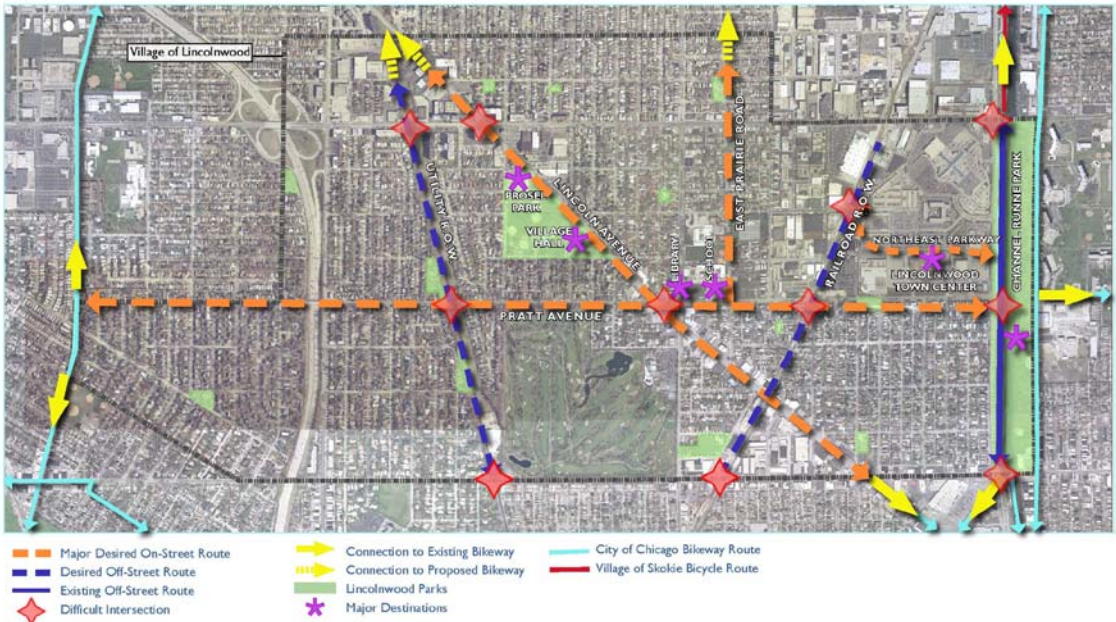 Village of Lincolnwood
UTILITY ROW
PROSEL
PARK
LINCOLN AVENUE
VILLAGE
HALL
LIBRARY
SCHOOL
EAST PRAIRIE ROAD
RAILROAD ROW
NORTHEAST PARKWAY
LINCOLNWOOD
TOWN CENTER
CHANNEL RUNNE PARK
PRATT AVENUE
Major Desired On-Street Route
Desired Off-Street Route
Existing Off-Street Route
Difficult Intersection
Connection to Existing Bikeway
Connection to Proposed Bikeway
Lincolnwood Parks
Major Destinations
City of Chicago Bikeway Route
Village of Skokie Bicycle Route